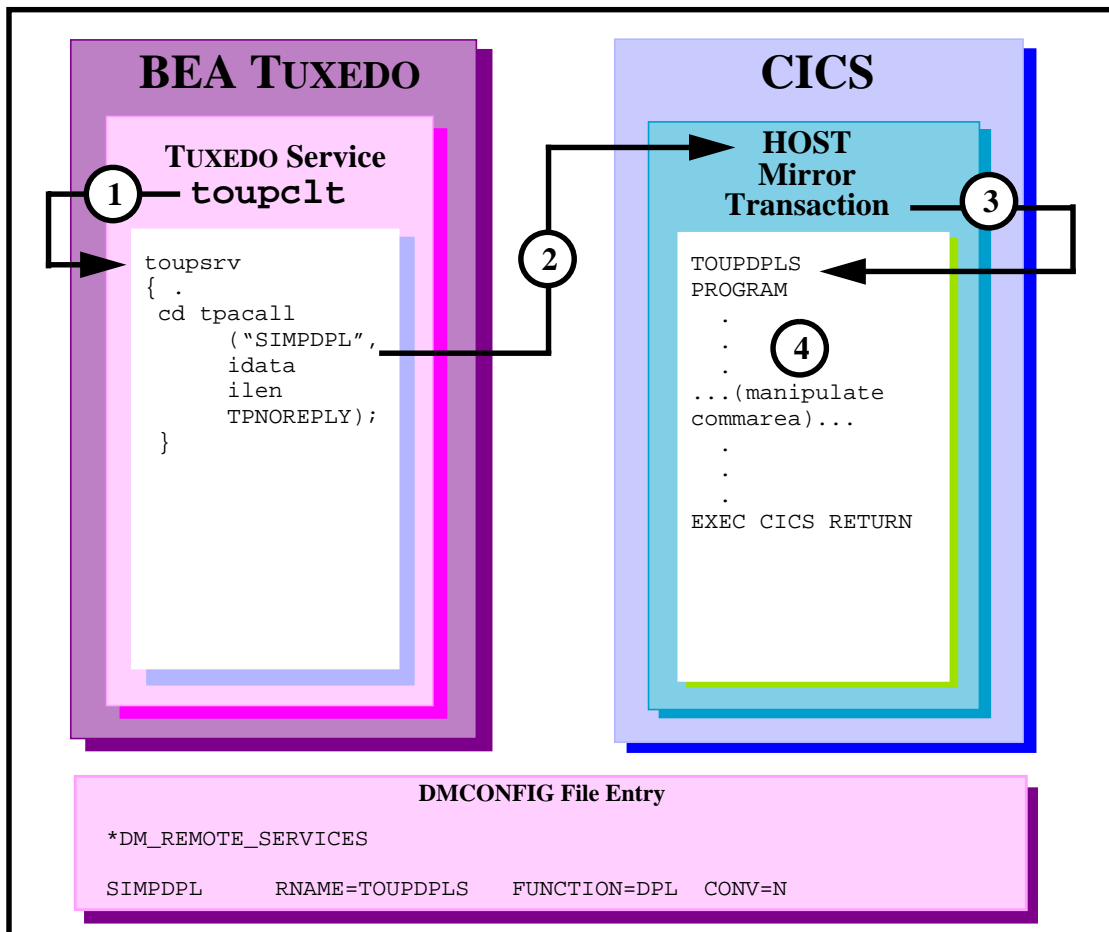 BEA TUXEDO
TUXEDO Service
1
toupclt
toupsrv
{ .
cd tpacall
(“SIMPDPL”,
idata
ilen
TPNOREPLY);
}
2
CICS
HOST
Mirror
Transaction
3
TOUPDPLS
PROGRAM
.
.
4
.
...(manipulate
commarea)...
.
.
.
EXEC CICS RETURN
DMCONFIG File Entry
*DM_REMOTE_SERVICES
SIMPDPL RNAME=TOUPDPLS FUNCTION=DPL CONV=N